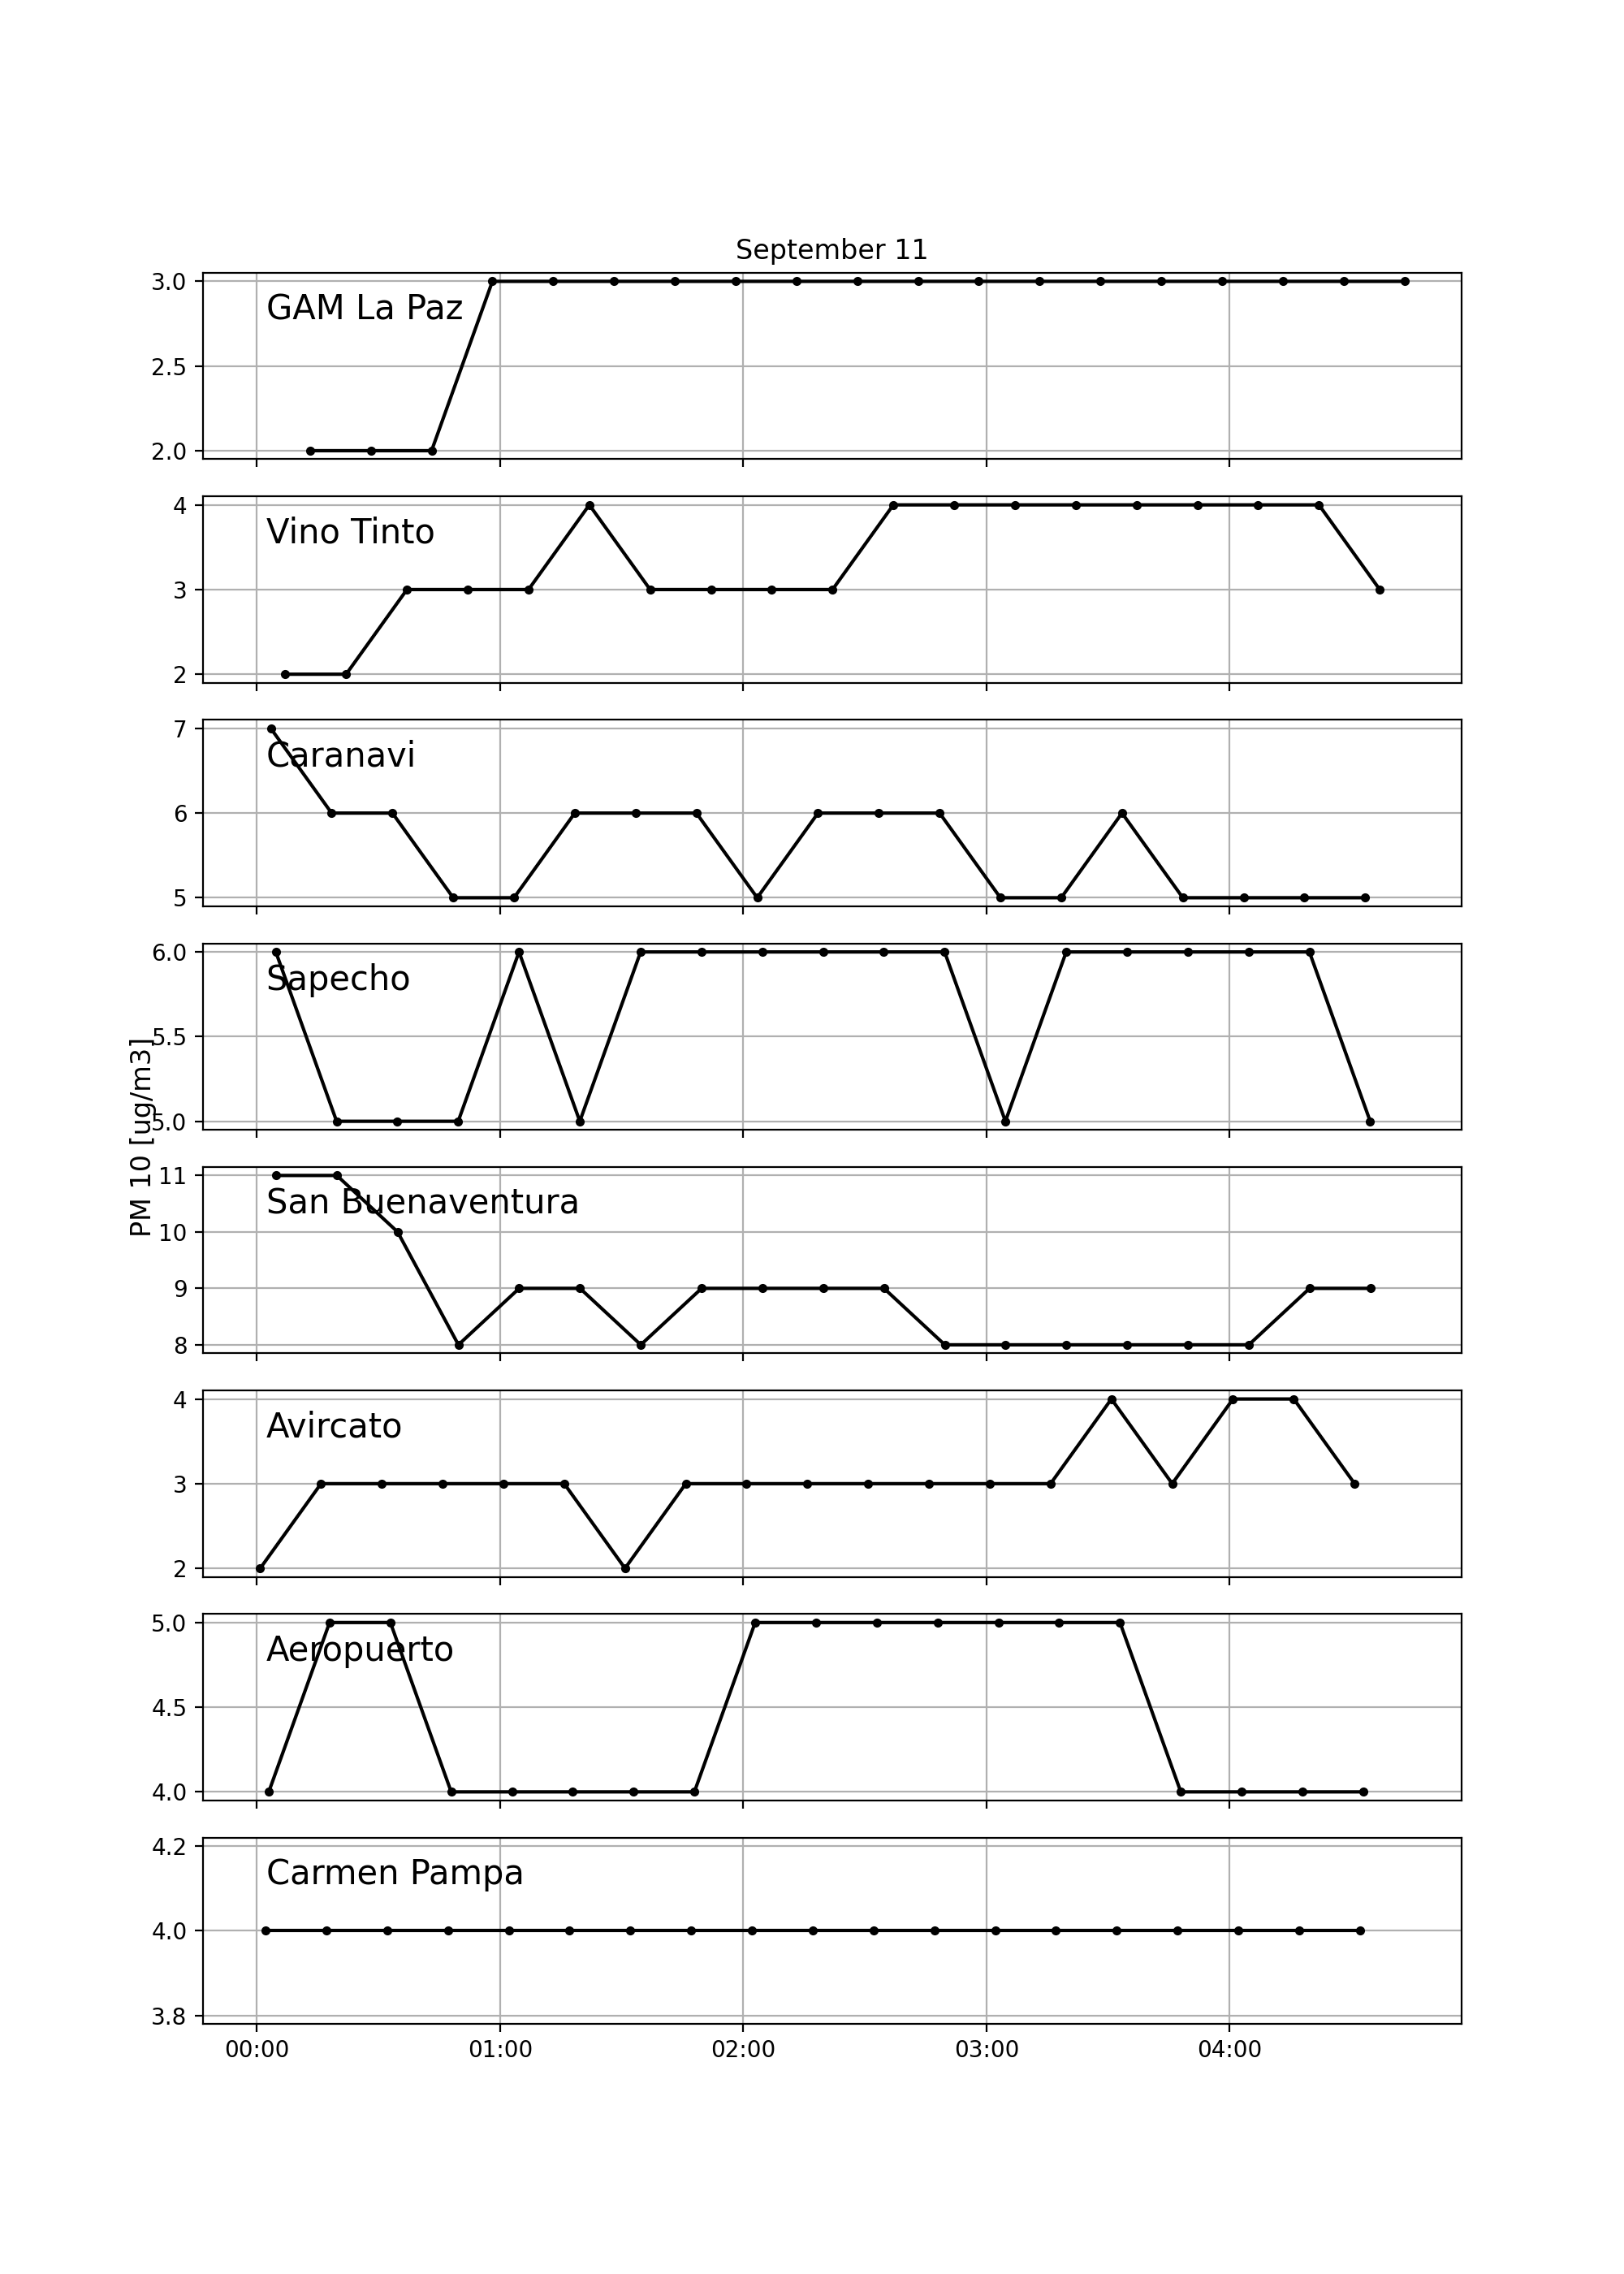 September 11
3.0
GAM La Paz
2.5
2.0
4
Vino Tinto
3
2
7
Caranavi
6
5
6.0
Sapecho
5.5
5.0
PM 10 [ug/m3]
11
San Buenaventura
10
9
8
4
Avircato
3
2
5.0
Aeropuerto
4.5
4.0
4.2
Carmen Pampa
4.0
3.8
00:00 01:00 02:00 03:00 04:00